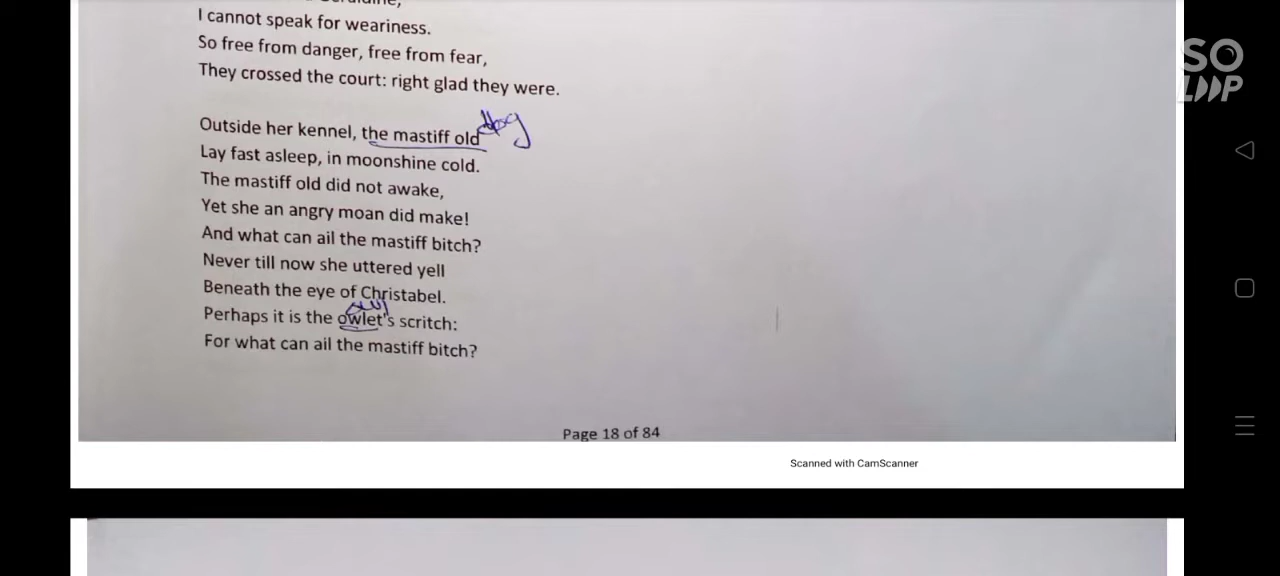 I cannot speak for weariness.
So free from danger, free from fear,
They crossed the court: right glad they were.
Outside her kennel, the mastiff old dog
Lay fast asleep, in moonshine cold.
The mastiff old did not awake,
Yet she an angry moan did make!
And what can ail the mastiff bitch?
Never till now she uttered yell
Beneath the eye of Christabel.
Perhaps it is the owlet's scritch:
For what can ail the mastiff bitch?
Page 18 of 84
Scanned with CamScanner
SO
LOOP